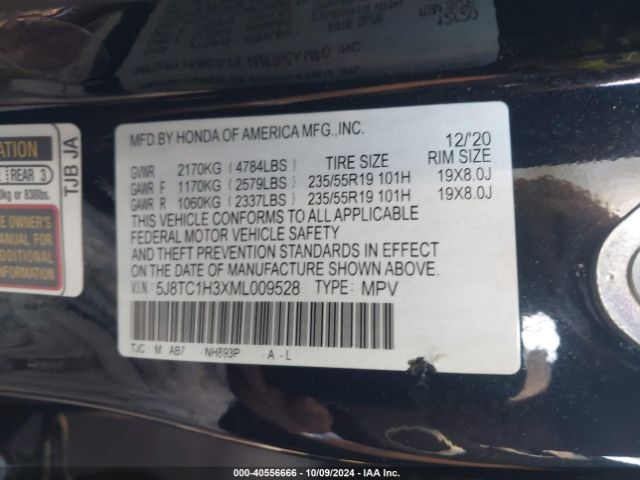 MFD.BY HONDA OF AMERICA MFG.,INC. 12/'20
GVWR 2170KG (4784LBS) TIRE SIZE RIM SIZE
GAWR F 1170KG (2579LBS) 235/55R19 101H 19X8.0J
GAWR R 1060KG (2337LBS) 235/55R19 101H 19X8.0J
THIS VEHICLE CONFORMS TO ALL APPLICABLE
FEDERAL MOTOR VEHICLE SAFETY
AND THEFT PREVENTION STANDARDS IN EFFECT
ON THE DATE OF MANUFACTURE SHOWN ABOVE.
V.I.N.: 5J8TC1H3XML009528 TYPE: MPV
TJC M AB7 -NH893P -A-L
REAR 3
838lbs.
OWNER'S
MANUAL FOR
ADDITIONAL
INFORMATION
TJB JA
000-40556666 - 10/09/2024 - IAA Inc.